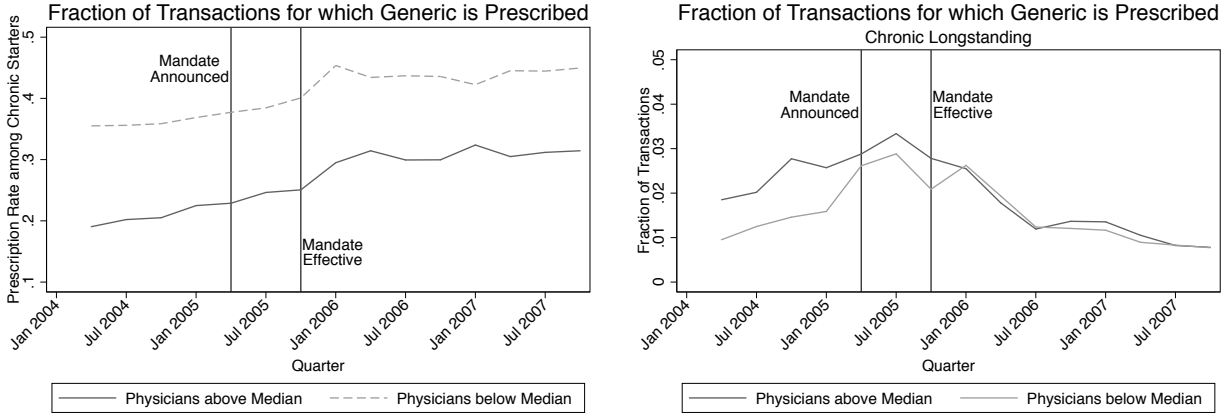 Fraction of Transactions for which Generic is Prescribed
Prescription Rate among Chronic Starters
.5
.4
.3
.2
.1
Mandate
Announced
Mandate
Effective
Jan 2004
Jul 2004
Jan 2005
Jul 2005
Jan 2006
Jul 2006
Jan 2007
Jul 2007
Quarter
Physicians above Median
Physicians below Median
Fraction of Transactions for which Generic is Prescribed
Chronic Longstanding
Fraction of Transactions
.05
.04
.03
.02
.01
0
Mandate
Announced
Mandate
Effective
Jan 2004
Jul 2004
Jan 2005
Jul 2005
Jan 2006
Jul 2006
Jan 2007
Jul 2007
Quarter
Physicians above Median
Physicians below Median